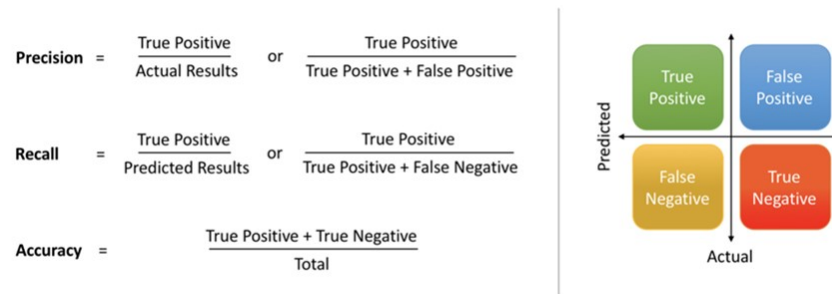 Precision = True Positive / Actual Results or True Positive / True Positive + False Positive
Recall = True Positive / Predicted Results or True Positive / True Positive + False Negative
Accuracy = True Positive + True Negative / Total
Predicted
True Positive
False Positive
False Negative
True Negative
Actual